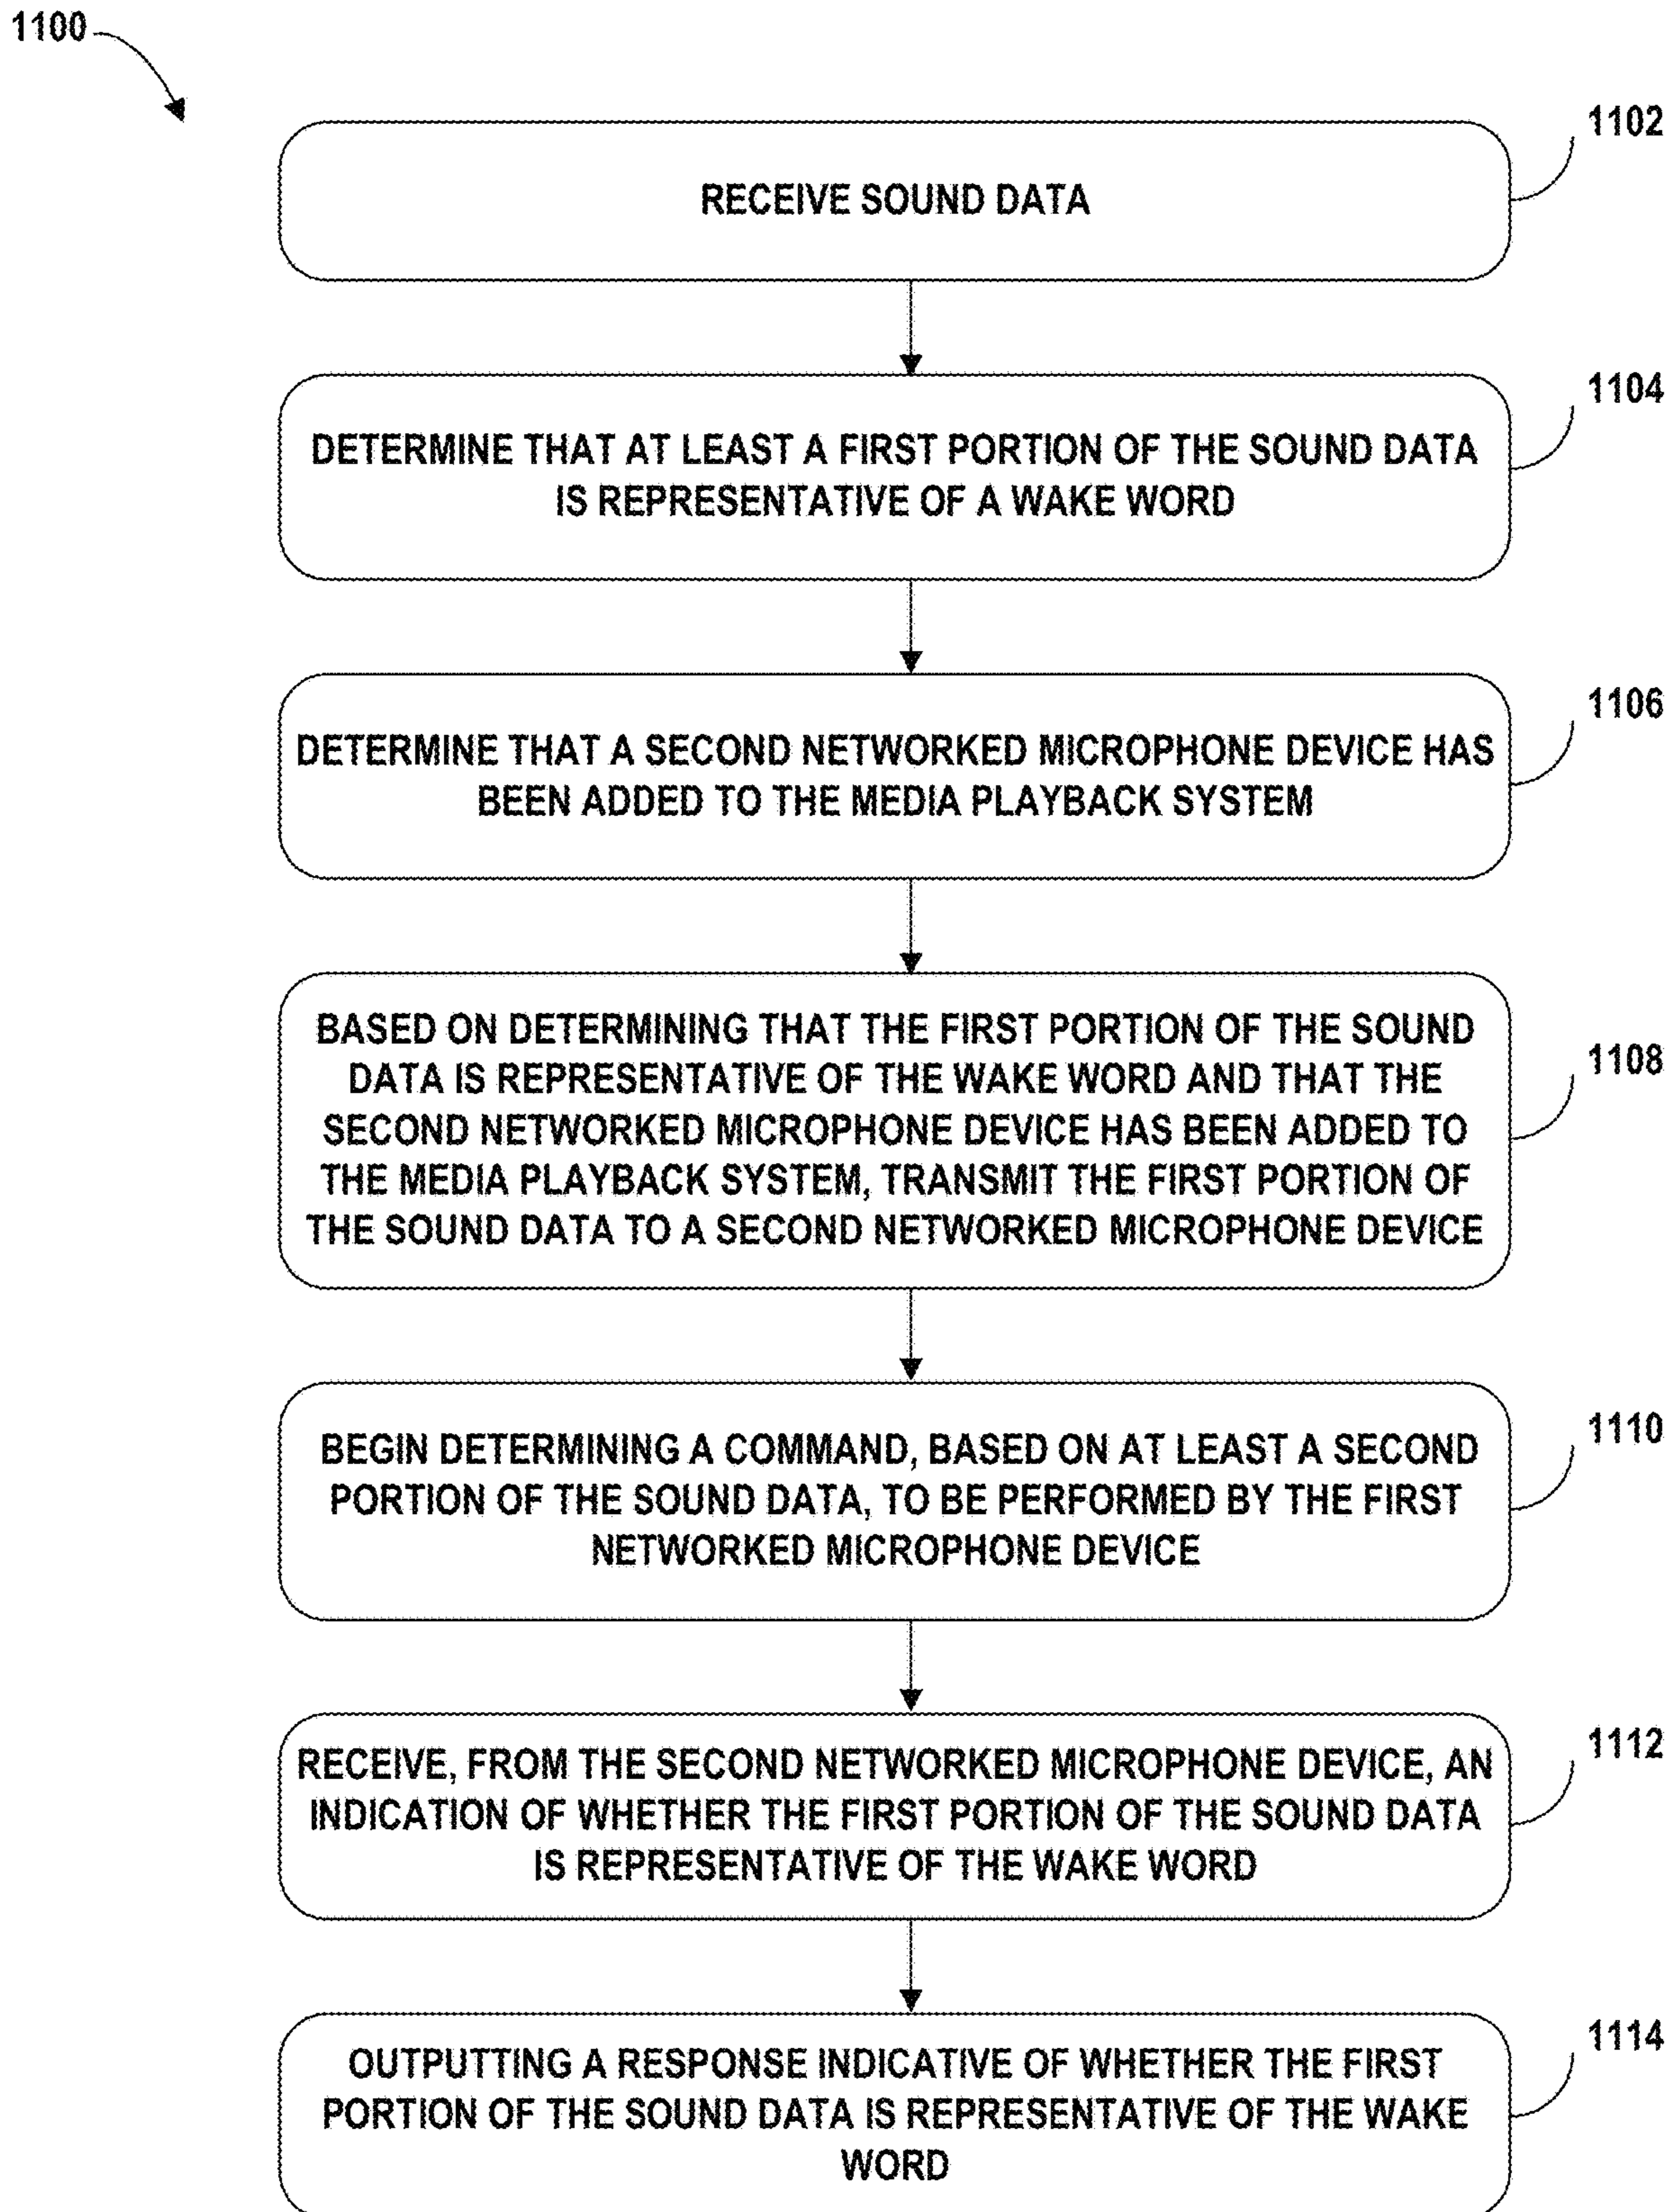 1100
1102
RECEIVE SOUND DATA
1104
DETERMINE THAT AT LEAST A FIRST PORTION OF THE SOUND DATA
IS REPRESENTATIVE OF A WAKE WORD
1106
DETERMINE THAT A SECOND NETWORKED MICROPHONE DEVICE HAS
BEEN ADDED TO THE MEDIA PLAYBACK SYSTEM
BASED ON DETERMINING THAT THE FIRST PORTION OF THE SOUND
1108
DATA IS REPRESENTATIVE OF THE WAKE WORD AND THAT THE
SECOND NETWORKED MICROPHONE DEVICE HAS BEEN ADDED TO
THE MEDIA PLAYBACK SYSTEM, TRANSMIT THE FIRST PORTION OF
THE SOUND DATA TO A SECOND NETWORKED MICROPHONE DEVICE
1110
BEGIN DETERMINING A COMMAND, BASED ON AT LEAST A SECOND
PORTION OF THE SOUND DATA, TO BE PERFORMED BY THE FIRST
NETWORKED MICROPHONE DEVICE
1112
RECEIVE, FROM THE SECOND NETWORKED MICROPHONE DEVICE, AN
INDICATION OF WHETHER THE FIRST PORTION OF THE SOUND DATA
IS REPRESENTATIVE OF THE WAKE WORD
1114
OUTPUTTING A RESPONSE INDICATIVE OF WHETHER THE FIRST
PORTION OF THE SOUND DATA IS REPRESENTATIVE OF THE WAKE
WORD